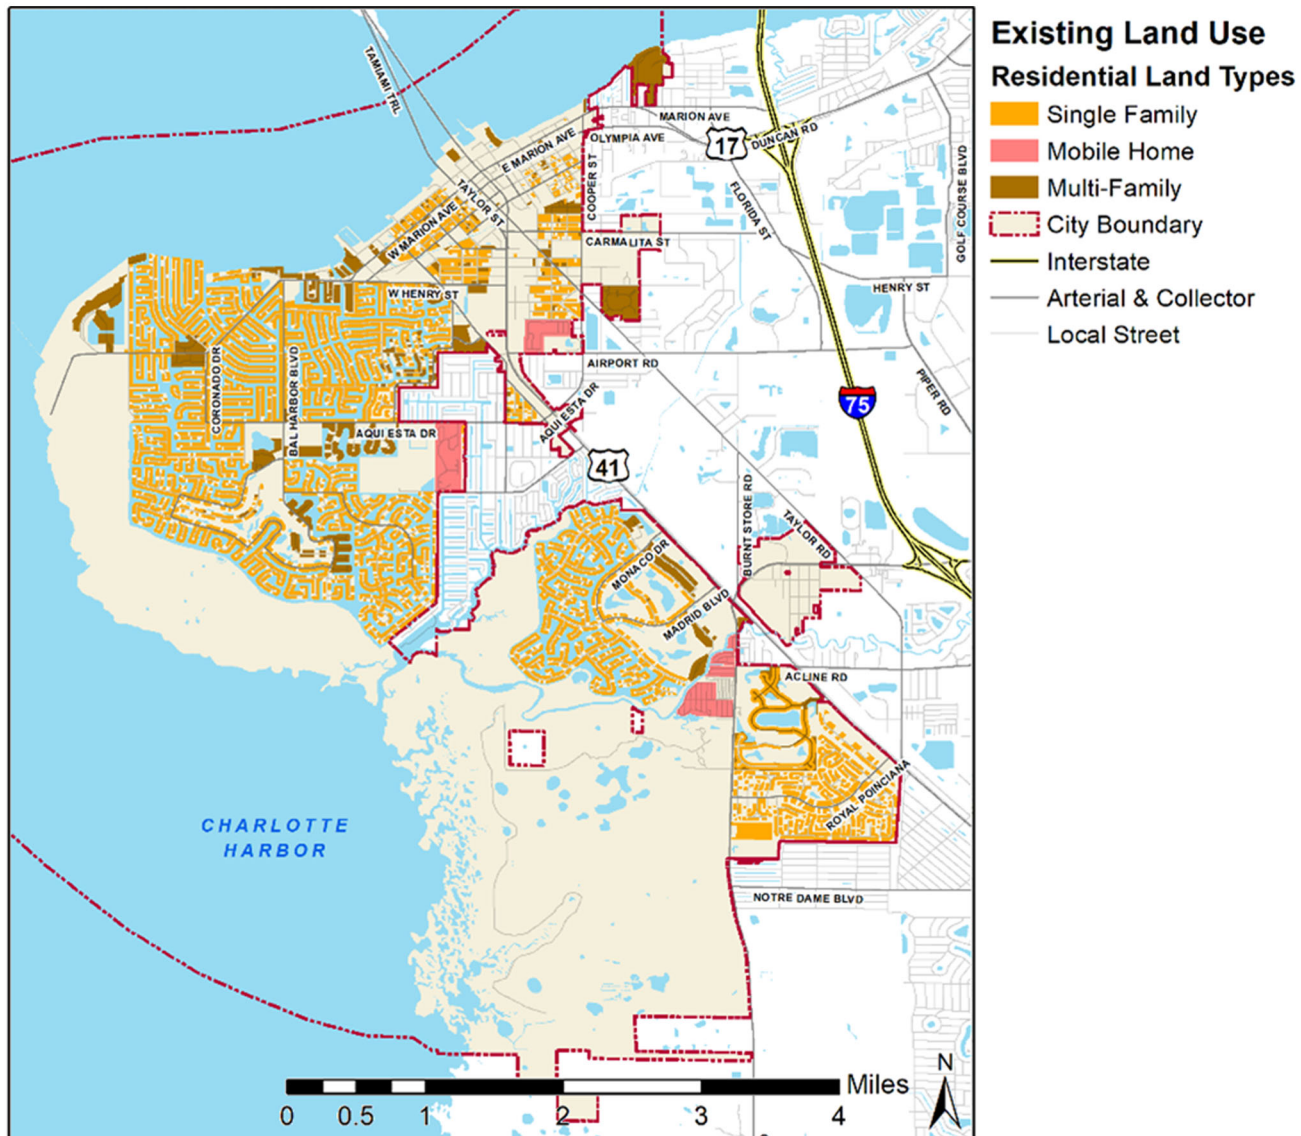 Existing Land Use
Residential Land Types
Single Family
Mobile Home
Multi-Family
City Boundary
Interstate
Arterial & Collector
Local Street
TAMIAMI TRL
MARION AVE
OLYMPIA AVE
E MARION AVE
17
DUNCAN RD
GOLF COURSE BLVD
COOPER ST
TAYLOR ST
FLORIDA ST
W MARION AVE
CARMALITA ST
W HENRY ST
HENRY ST
CORONADO DR
BAL HARBOR BLVD
AIRPORT RD
PIPER RD
75
AQUI ESTA DR
AQUI ESTA DR
41
BURNT STORE RD
TAYLOR RD
MONACO DR
MADRID BLVD
ACLINE RD
ROYAL POINCIANA
CHARLOTTE
HARBOR
NOTRE DAME BLVD
N
Miles
0 0.5 1 2 3 4